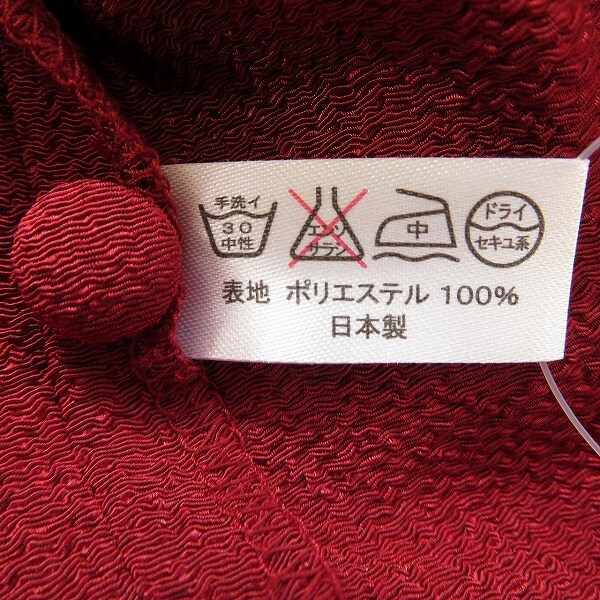 手洗イ
30
中性
エンソ
サラシ
中
ドライ
セキユ系
表地 ポリエステル 100%
日本製